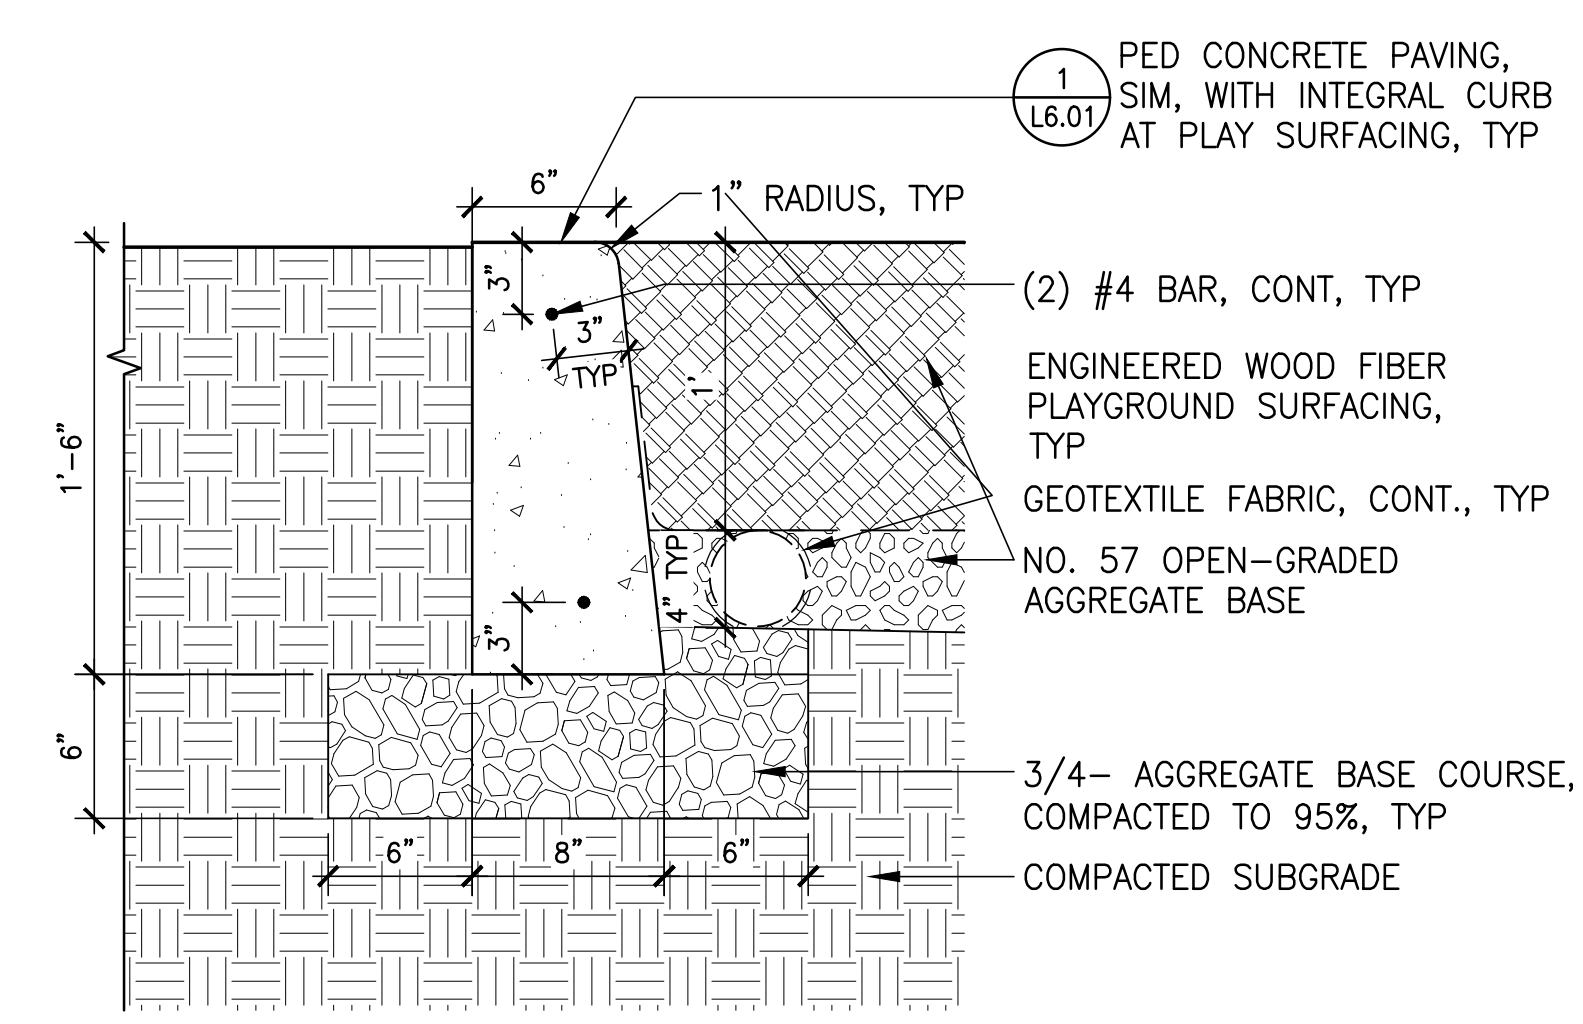 1
L6.01
PED CONCRETE PAVING,
SIM, WITH INTEGRAL CURB
AT PLAY SURFACING, TYP
6”
1” RADIUS, TYP
3”
(2) #4 BAR, CONT, TYP
3”
TYP
1'
ENGINEERED WOOD FIBER
PLAYGROUND SURFACING,
TYP
1'–6”
GEOTEXTILE FABRIC, CONT., TYP
4” TYP
NO. 57 OPEN–GRADED
AGGREGATE BASE
3”
6”
3/4– AGGREGATE BASE COURSE,
COMPACTED TO 95%, TYP
6”
8”
6”
COMPACTED SUBGRADE